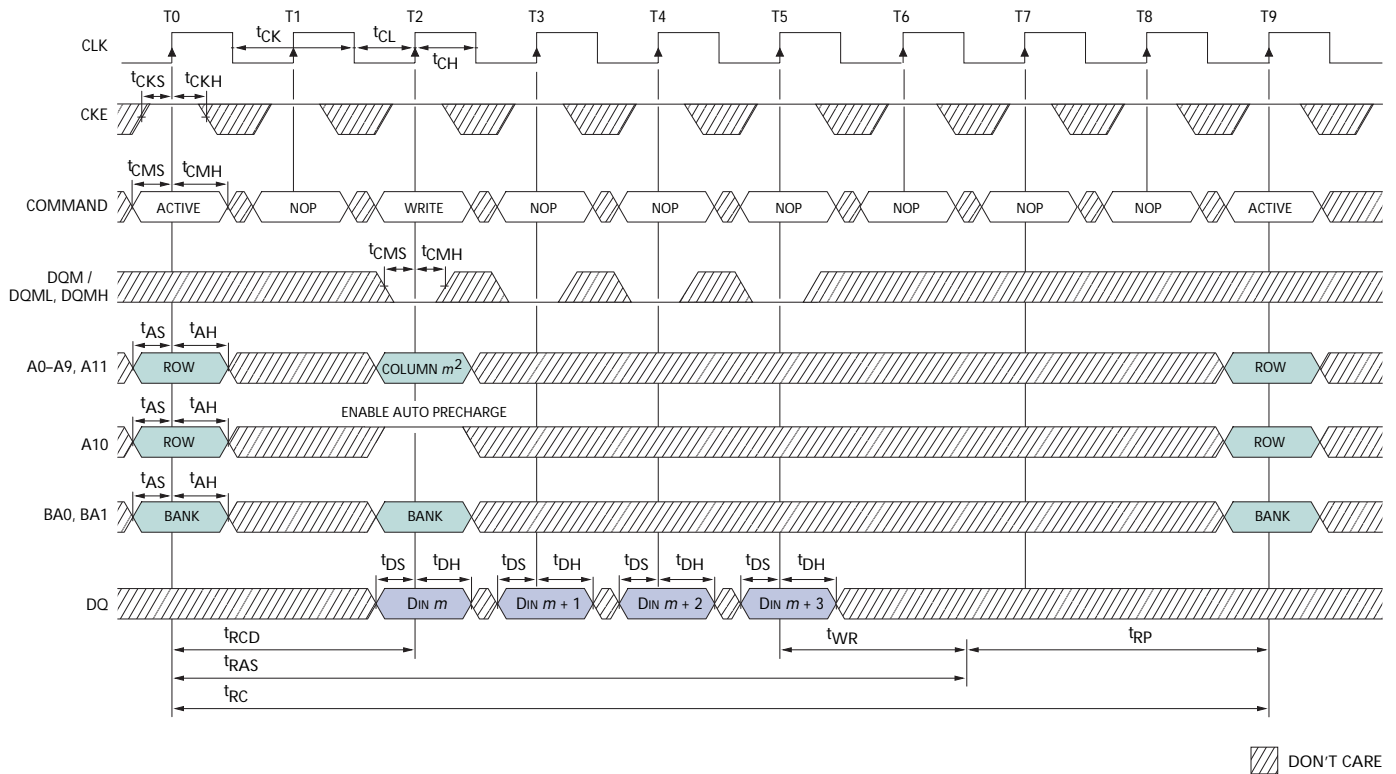 T0 T1 T2 T3 T4 T5 T6 T7 T8 T9
CLK tCK tCL tCH
tCKS tCKH
CKE
tCMS tCMH
COMMAND ACTIVE NOP WRITE NOP NOP NOP NOP NOP NOP ACTIVE
tCMS tCMH
DQM /
DQML, DQMH
tAS tAH
A0–A9, A11 ROW COLUMN m2 ROW
tAS tAH ENABLE AUTO PRECHARGE
A10 ROW ROW
tAS tAH
BA0, BA1 BANK BANK BANK
tDS tDH tDS tDH tDS tDH tDS tDH
DQ DIN m DIN m + 1 DIN m + 2 DIN m + 3
tRCD tWR tRP
tRAS
tRC
DON'T CARE